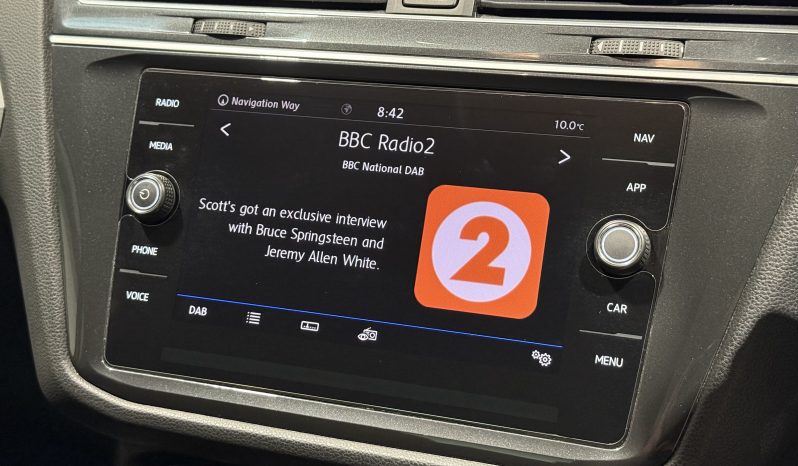 RADIO
MEDIA
PHONE
VOICE
Navigation Way
8:42
10.0°C
BBC Radio2
BBC National DAB
Scott's got an exclusive interview
with Bruce Springsteen and
Jeremy Allen White.
2
DAB
NAV
APP
CAR
MENU